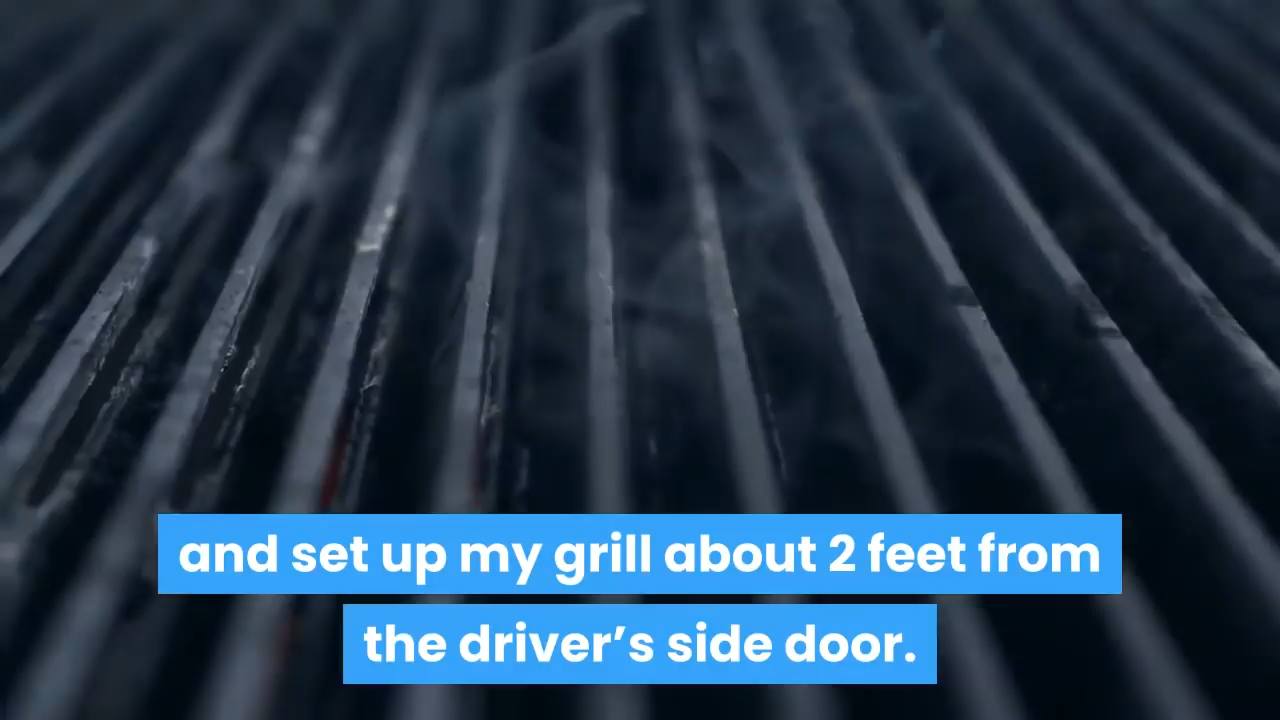 and set up my grill about 2 feet from
the driver’s side door.